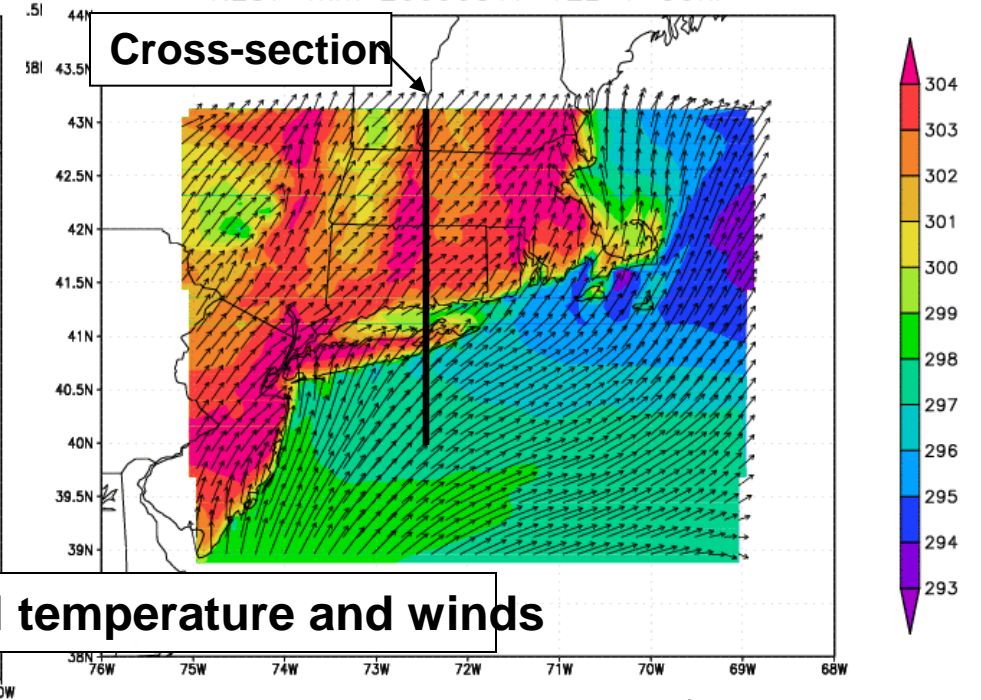 44N
Cross-section
43.5N
43N
42.5N
42N
41.5N
41N
40.5N
40N
39.5N
39N
temperature and winds
38N
76W 75W 74W 73W 72W 71W 70W 69W 68W
304
303
302
301
300
299
298
297
296
295
294
293